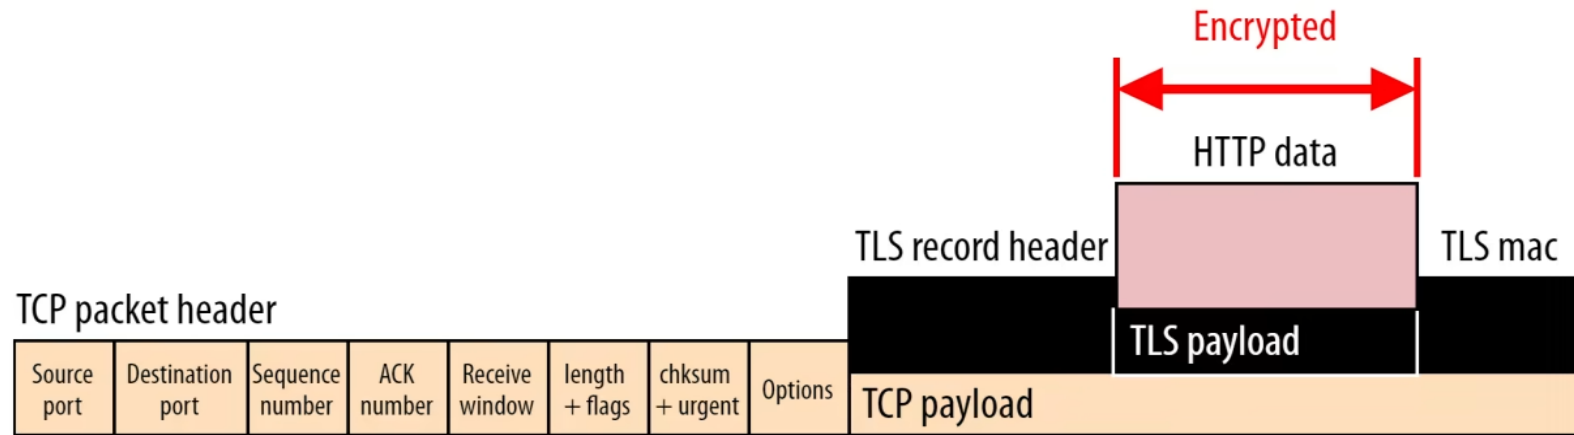 Encrypted
HTTP data
TLS record header
TLS mac
TCP packet header
TLS payload
Source
port
Destination
port
Sequence
number
ACK
number
Receive
window
length
+ flags
chksum
+ urgent
Options
TCP payload